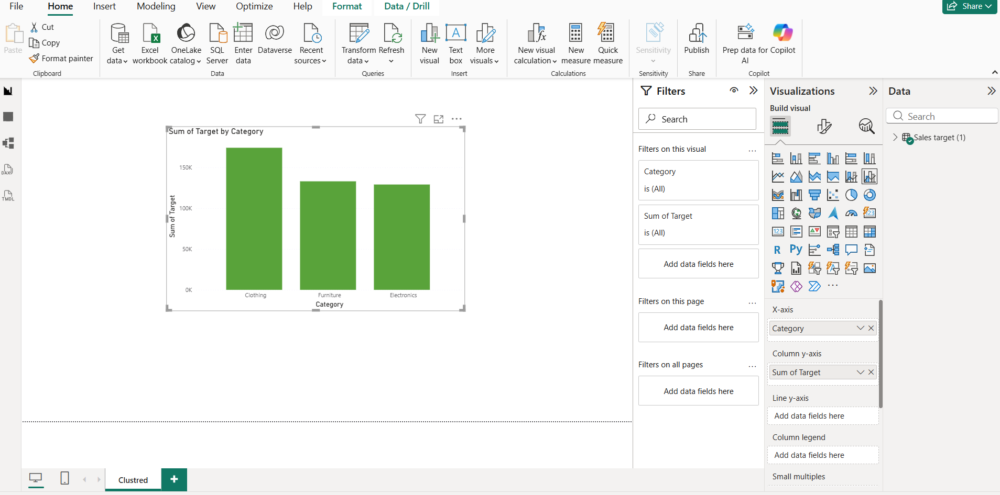 File Home Insert Modeling View Optimize Help Format Data / Drill Share
Paste
Cut
Copy
Format painter
Clipboard
Get data
Excel workbook
OneLake catalog
SQL Server
Enter data
Dataverse
Recent sources
Data
Transform data
Refresh
Queries
New visual
Text box
More visuals
Insert
New visual calculation
New measure
Quick measure
Calculations
Sensitivity
Sensitivity
Publish
Share
Prep data for AI
Copilot
Copilot
DAX
TMDL
Sum of Target by Category
Sum of Target
150K
100K
50K
0K
Clothing Furniture Electronics
Category
Filters
Search
Filters on this visual
Category
is (All)
Sum of Target
is (All)
Add data fields here
Filters on this page
Add data fields here
Filters on all pages
Add data fields here
Visualizations
Build visual
123
123
R Py
X-axis
Category
Column y-axis
Sum of Target
Line y-axis
Add data fields here
Column legend
Add data fields here
Small multiples
Data
Search
Sales target (1)
Clustred